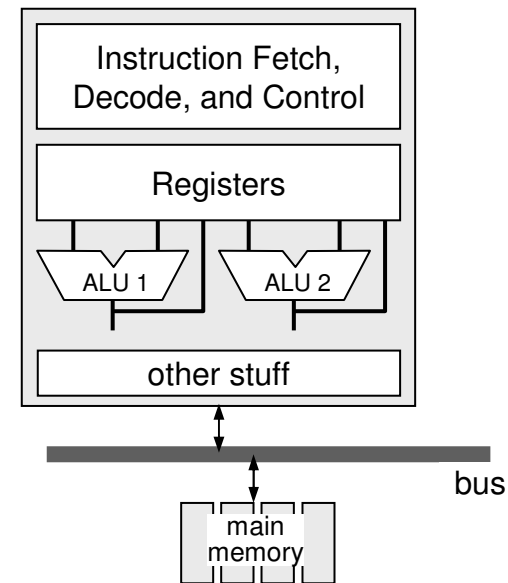 Instruction Fetch,
Decode, and Control
Registers
ALU 1
ALU 2
other stuff
bus
main
memory